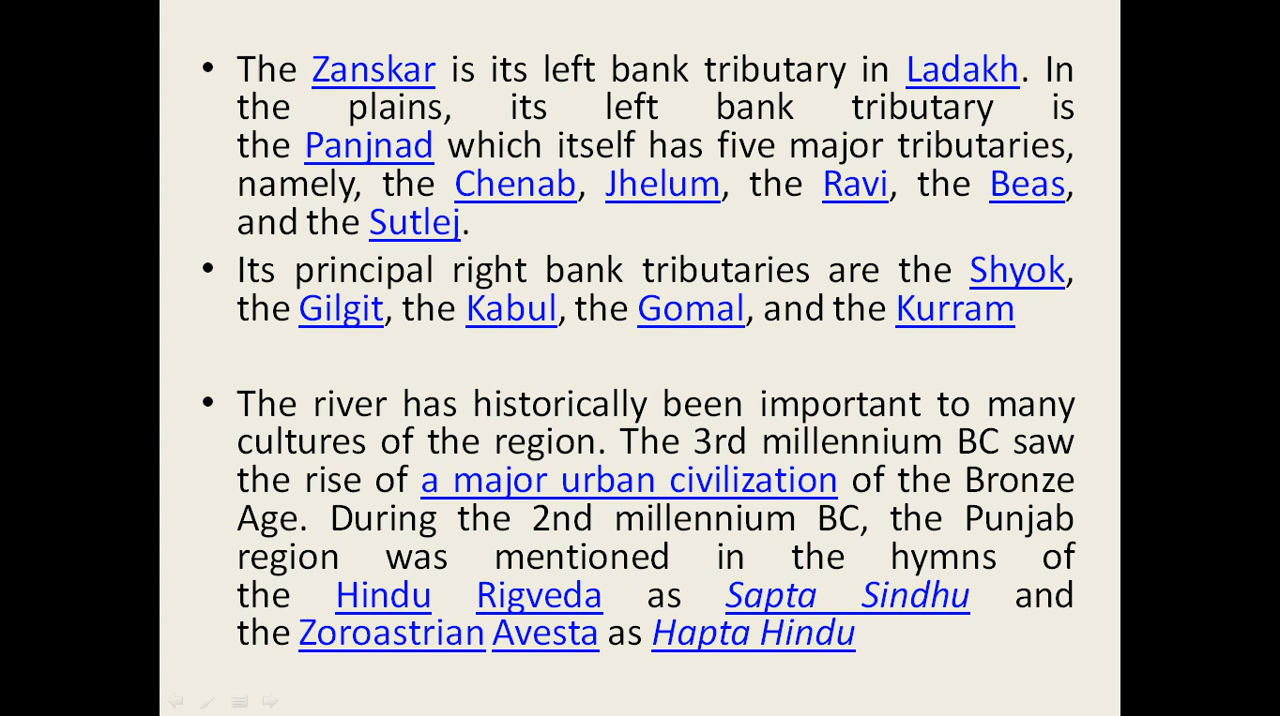 • The Zanskar is its left bank tributary in Ladakh. In
the plains, its left bank tributary is
the Panjnad which itself has five major tributaries,
namely, the Chenab, Jhelum, the Ravi, the Beas,
and the Sutlej.
• Its principal right bank tributaries are the Shyok,
the Gilgit, the Kabul, the Gomal, and the Kurram
• The river has historically been important to many
cultures of the region. The 3rd millennium BC saw
the rise of a major urban civilization of the Bronze
Age. During the 2nd millennium BC, the Punjab
region was mentioned in the hymns of
the Hindu Rigveda as Sapta Sindhu and
the Zoroastrian Avesta as Hapta Hindu